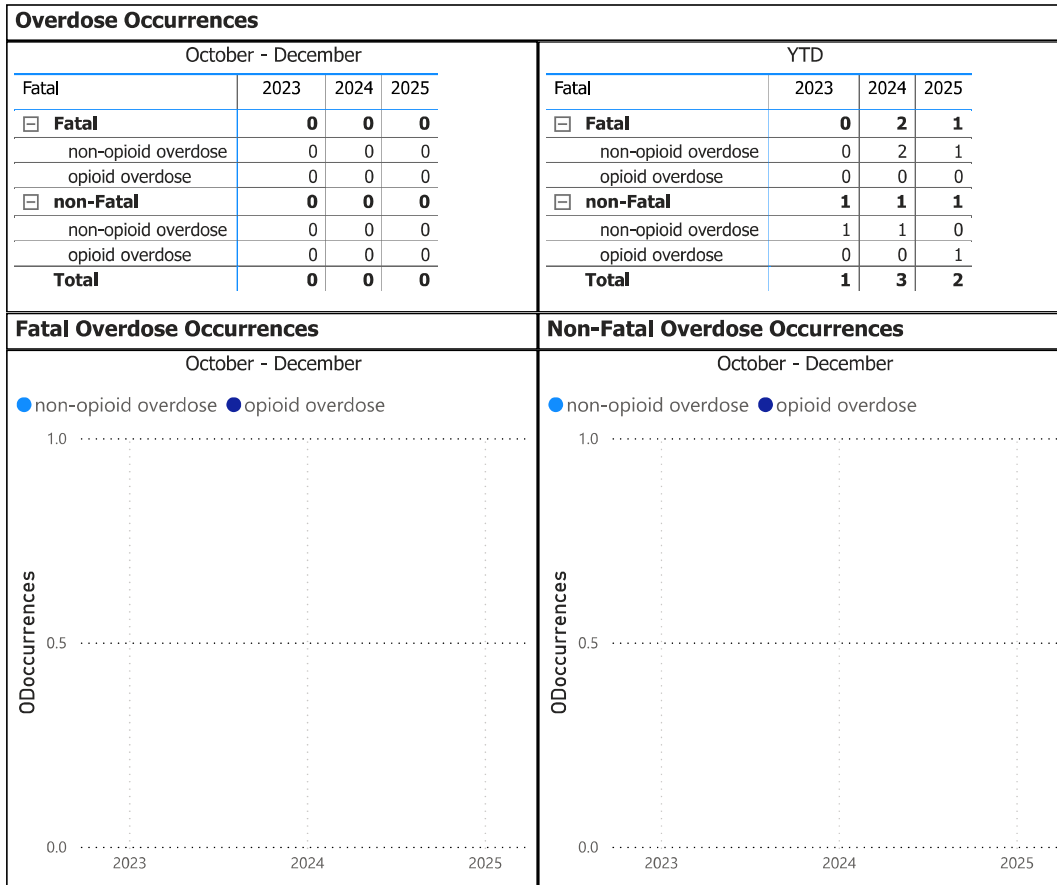 Overdose Occurrences
October - December
Fatal 2023 2024 2025
Fatal 0 0 0
non-opioid overdose 0 0 0
opioid overdose 0 0 0
non-Fatal 0 0 0
non-opioid overdose 0 0 0
opioid overdose 0 0 0
Total 0 0 0
YTD
Fatal 2023 2024 2025
Fatal 0 2 1
non-opioid overdose 0 2 1
opioid overdose 0 0 0
non-Fatal 1 1 1
non-opioid overdose 1 1 0
opioid overdose 0 0 1
Total 1 3 2
Fatal Overdose Occurrences
October - December
non-opioid overdose opioid overdose
1.0
0.5
0.0
ODoccurrences
2023 2024 2025
Non-Fatal Overdose Occurrences
October - December
non-opioid overdose opioid overdose
1.0
0.5
0.0
ODoccurrences
2023 2024 2025